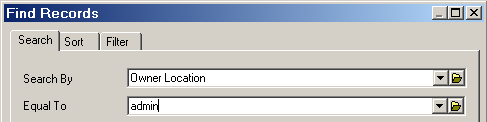 Find Records
Search Sort Filter
Search By Owner Location
Equal To admin